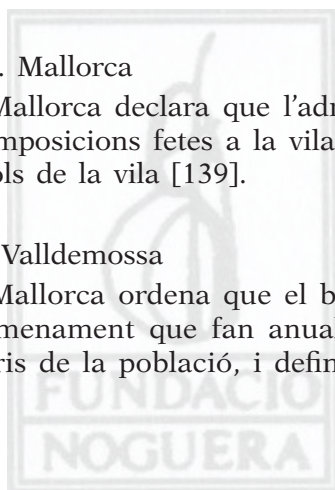 . Mallorca
Mallorca declara que l’adm
mposicions fetes a la vila
ols de la vila [139].
Valldemossa
Mallorca ordena que el b
menament que fan anual
ris de la població, i defin
FUNDACIÓ
NOGUERA